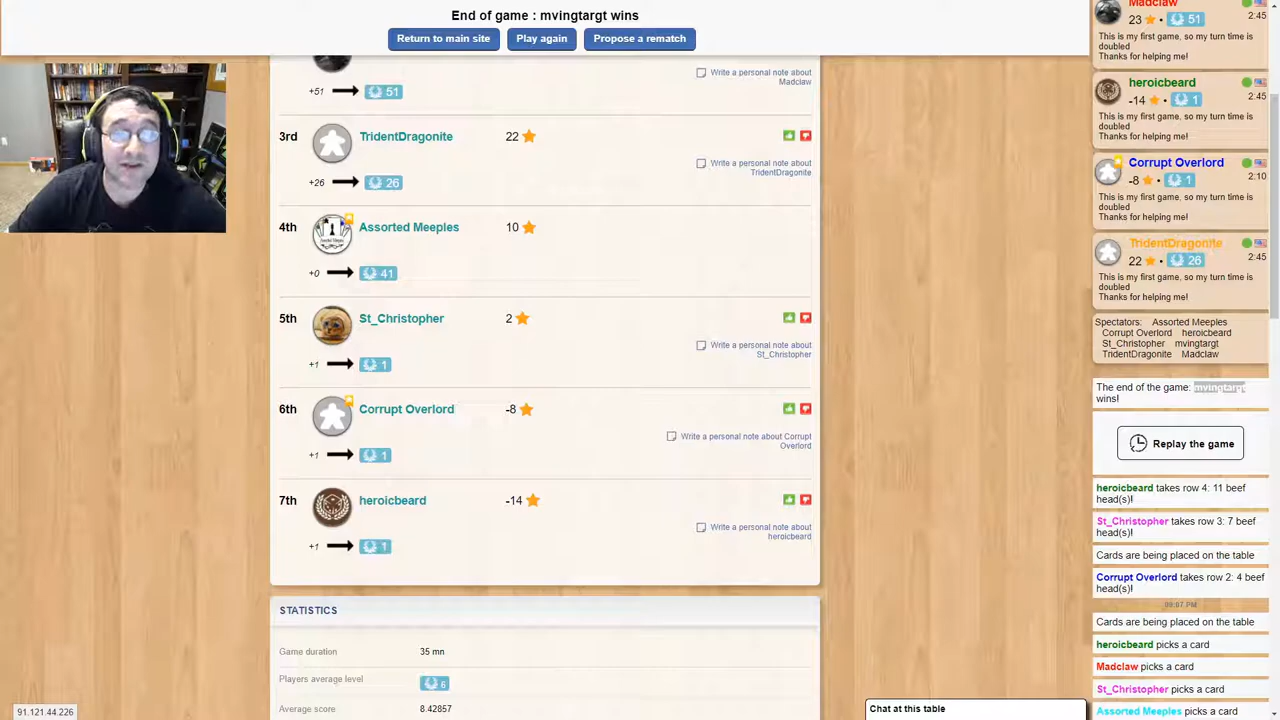 End of game : mvingtargt wins
Return to main site
Play again
Propose a rematch
Write a personal note about
Madclaw
+51
51
3rd
TridentDragonite
22
Write a personal note about
TridentDragonite
+26
26
4th
Assorted Meeples
10
+0
41
5th
St_Christopher
2
Write a personal note about
St_Christopher
+1
1
6th
Corrupt Overlord
-8
Write a personal note about Corrupt
Overlord
+1
1
7th
heroicbeard
-14
Write a personal note about
heroicbeard
+1
1
STATISTICS
Game duration
35 mn
Players average level
6
Average score
8.42857
91.121.44.226
Madclaw
23 • 51
2:45
This is my first game, so my turn time is
doubled
Thanks for helping me!
heroicbeard
-14 • 1
2:45
This is my first game, so my turn time is
doubled
Thanks for helping me!
Corrupt Overlord
-8 • 1
2:10
This is my first game, so my turn time is
doubled
Thanks for helping me!
TridentDragonite
22 • 26
2:45
This is my first game, so my turn time is
doubled
Thanks for helping me!
Spectators: Assorted Meeples
Corrupt Overlord heroicbeard
St_Christopher mvingtargt
TridentDragonite Madclaw
The end of the game: mvingtargt
wins!
Replay the game
heroicbeard takes row 4: 11 beef
head(s)!
St_Christopher takes row 3: 7 beef
head(s)!
Cards are being placed on the table
Corrupt Overlord takes row 2: 4 beef
head(s)!
Cards are being placed on the table
heroicbeard picks a card
Madclaw picks a card
St_Christopher picks a card
Assorted Meeples picks a card
Chat at this table